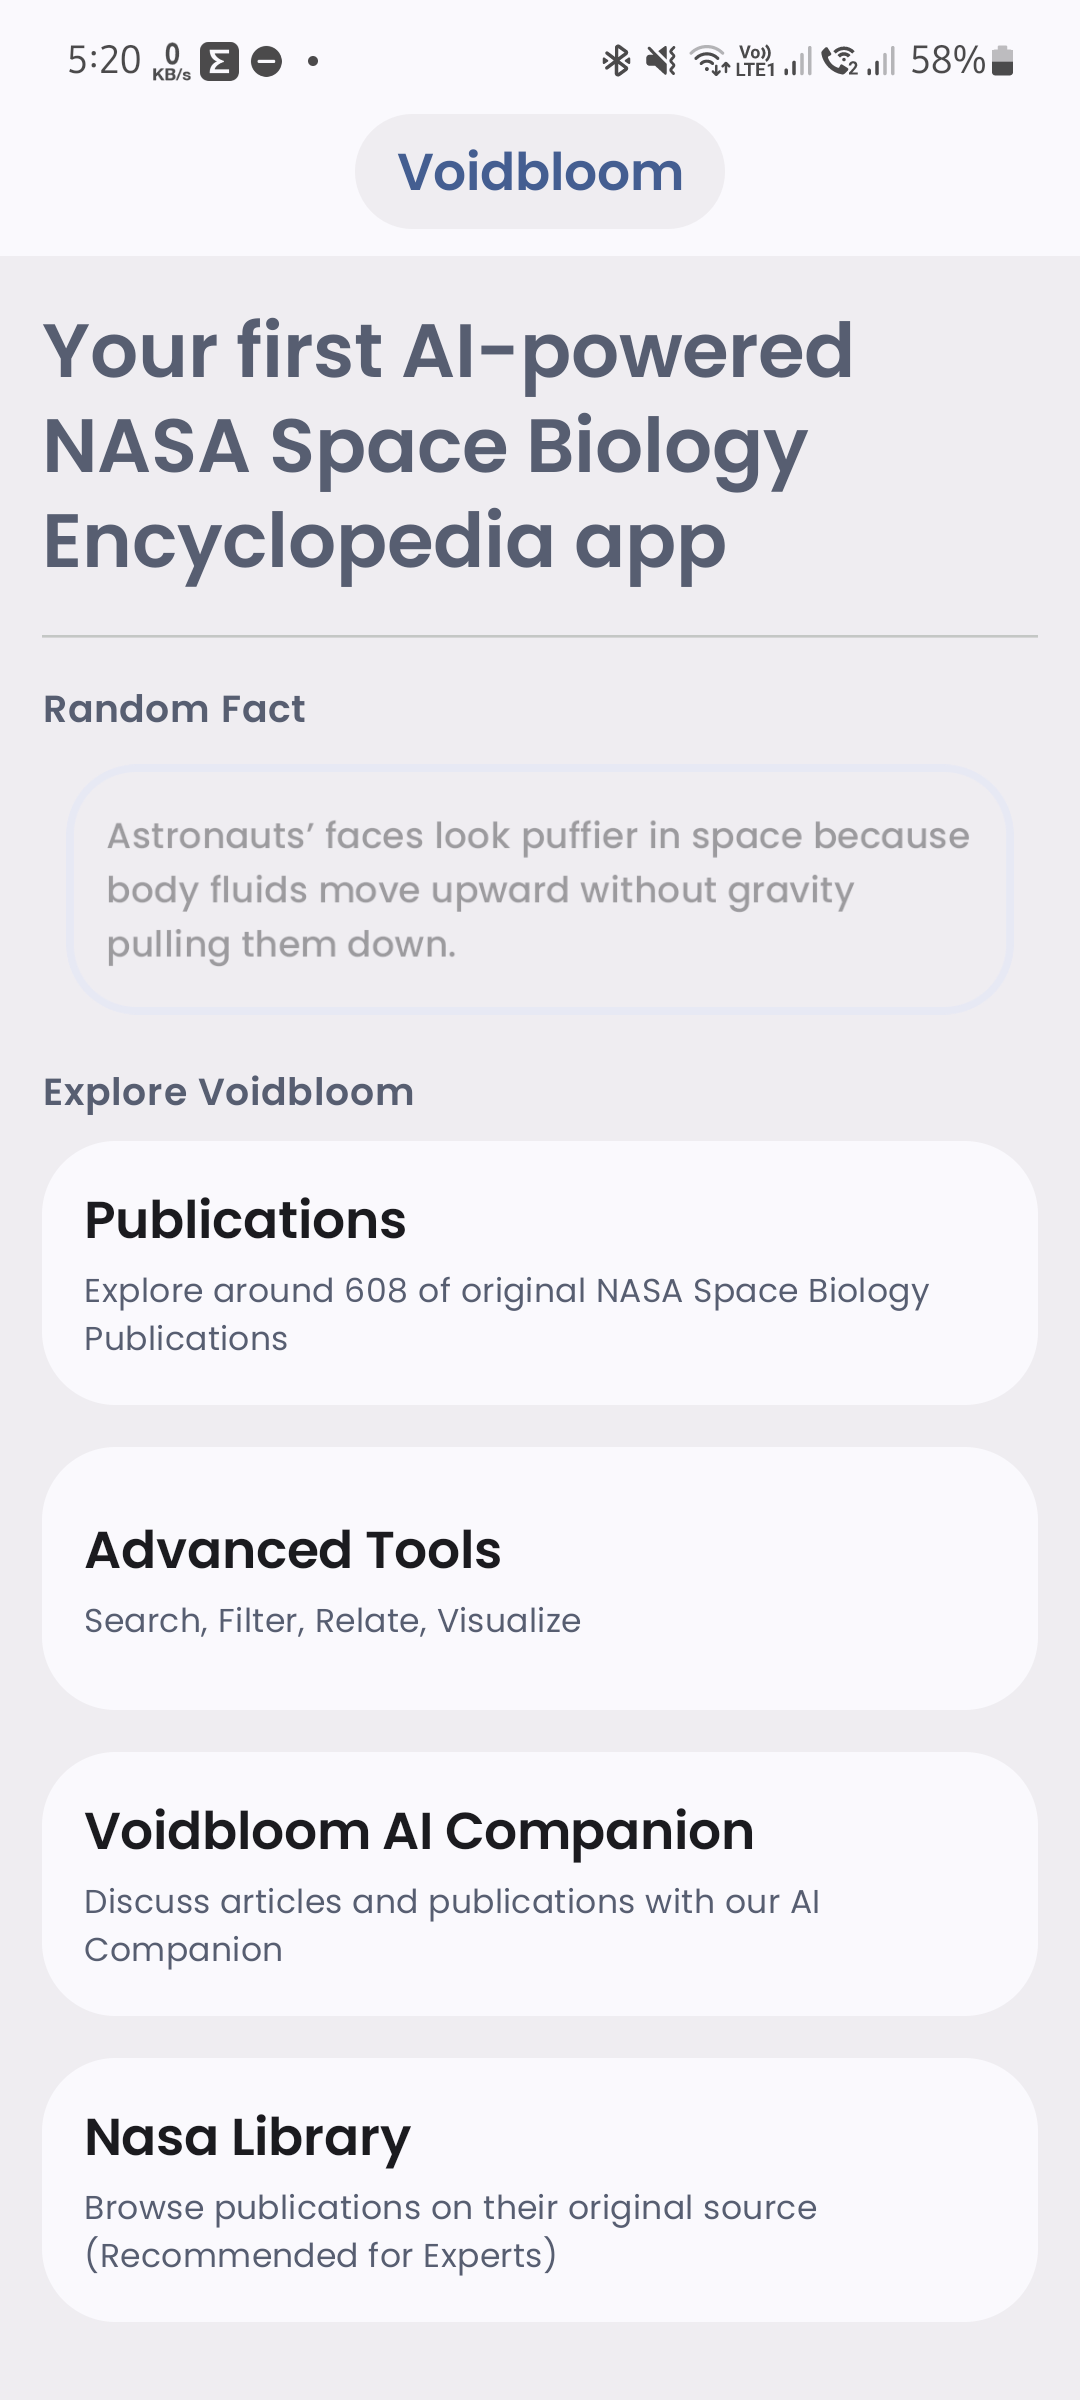 5:20 0 KB/s Vo)) LTE1 2 58%
Voidbloom
Your first AI-powered
NASA Space Biology
Encyclopedia app
Random Fact
Astronauts’ faces look puffier in space because
body fluids move upward without gravity
pulling them down.
Explore Voidbloom
Publications
Explore around 608 of original NASA Space Biology
Publications
Advanced Tools
Search, Filter, Relate, Visualize
Voidbloom AI Companion
Discuss articles and publications with our AI
Companion
Nasa Library
Browse publications on their original source
(Recommended for Experts)